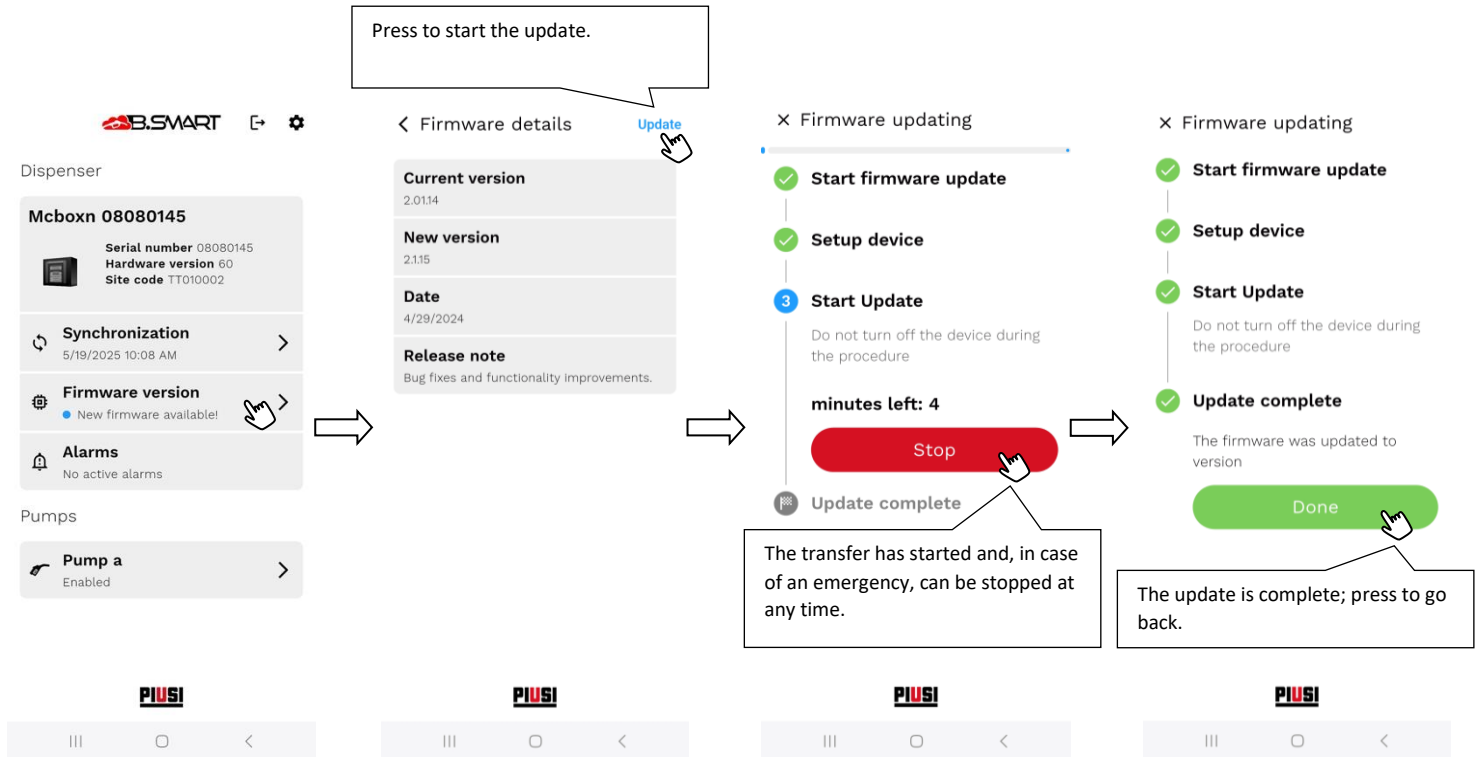 Press to start the update.
B.SMART
Dispenser
Mcboxn 08080145
Serial number 08080145
Hardware version 60
Site code TT010002
Synchronization
5/19/2025 10:08 AM
Firmware version
New firmware available!
Alarms
No active alarms
Pumps
Pump a
Enabled
PIUSI
Firmware details
Update
Current version
2.01.14
New version
2.1.15
Date
4/29/2024
Release note
Bug fixes and functionality improvements.
PIUSI
Firmware updating
Start firmware update
Setup device
3 Start Update
Do not turn off the device during
the procedure
minutes left: 4
Stop
Update complete
The transfer has started and, in case
of an emergency, can be stopped at
any time.
PIUSI
Firmware updating
Start firmware update
Setup device
Start Update
Do not turn off the device during
the procedure
Update complete
The firmware was updated to
version
Done
The update is complete; press to go
back.
PIUSI